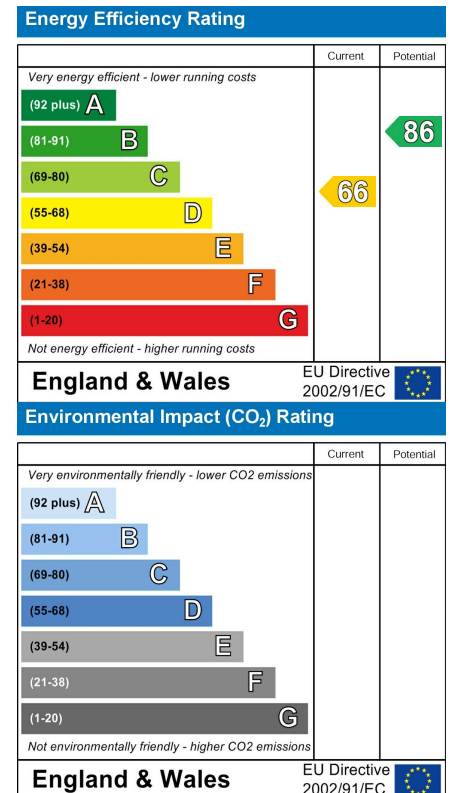 Energy Efficiency Rating
Current Potential
Very energy efficient - lower running costs
(92 plus) A
(81-91) B
86
(69-80) C
66
(55-68) D
(39-54) E
(21-38) F
(1-20) G
Not energy efficient - higher running costs
England & Wales
EU Directive
2002/91/EC
Environmental Impact (CO₂) Rating
Current Potential
Very environmentally friendly - lower CO2 emissions
(92 plus) A
(81-91) B
(69-80) C
(55-68) D
(39-54) E
(21-38) F
(1-20) G
Not environmentally friendly - higher CO2 emissions
England & Wales
EU Directive
2002/91/EC